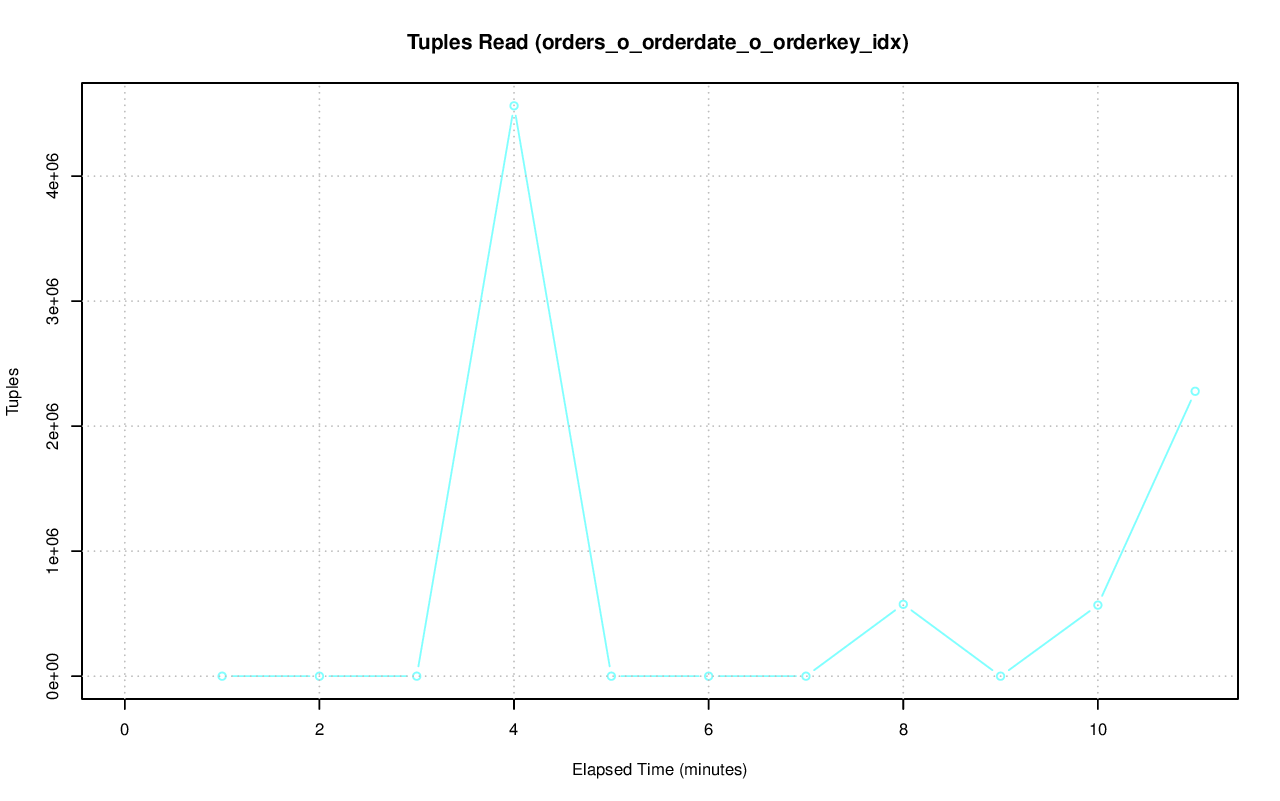 Tuples Read (orders_o_orderdate_o_orderkey_idx)
Tuples
4e+06
3e+06
2e+06
1e+06
0e+00
0 2 4 6 8 10
Elapsed Time (minutes)